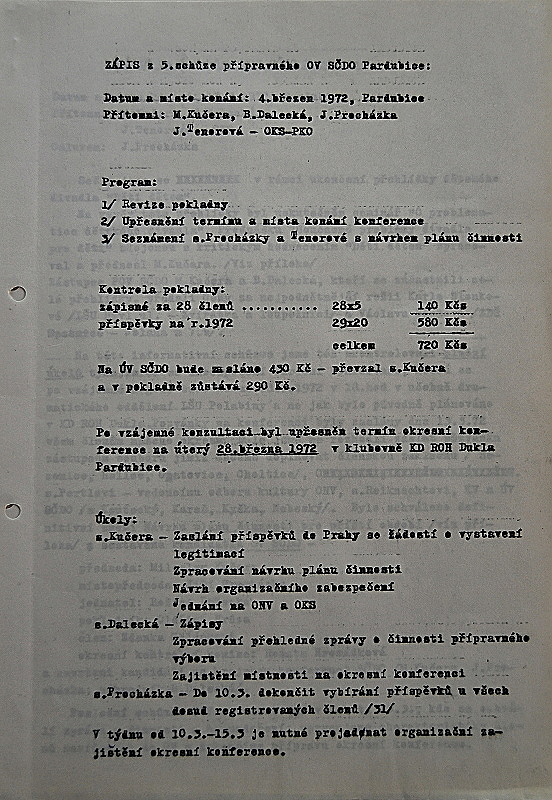 ZÁPIS z 5.schůze přípravného OV SČDO Pardubice:
Datum a místo konání: 4.březen 1972, Pardubice
Přítomni: M.Kučera, B.Dalecká, J.Procházka
J.Tenorová - OKS-PKO
Program:
1/ Revize pokladny
2/ Upřesnění termínu a místa konání konference
3/ Seznámení s.Procházky a Tenorové s návrhem plánu činnosti
Kontrola pokladny:
zápisné za 28 členů ........... 28x5 140 Kčs
příspěvky na r.1972 29x20 580 Kčs
celkem 720 Kčs
Na ÚV SČDO bude zasláno 430 Kč - převzal s.Kučera
a v pokladně zůstává 290 Kč.
Po vzájemné konzultaci byl upřesněn termín okresní kon-
ference na úterý 28.března 1972 v klubovně KD ROH Dukla
Pardubice.
Úkoly:
s.Kučera - Zaslání příspěvků do Prahy se žádostí o vystavení
legitimací
Zpracování návrhu plánu činnosti
Návrh organizačního zabezpečení
Jednání na ONV a OKS
s.Dalecká - Zápisy
Zpracování přehledné zprávy o činnosti přípravného
výboru
Zajištění místnosti na okresní konferenci
s.Procházka - Do 10.3. dokončit vybírání příspěvků u všech
dosud registrovaných členů /31/
V týdnu od 10.3.-15.3 je nutné projednat organizační za-
jištění okresní konference.